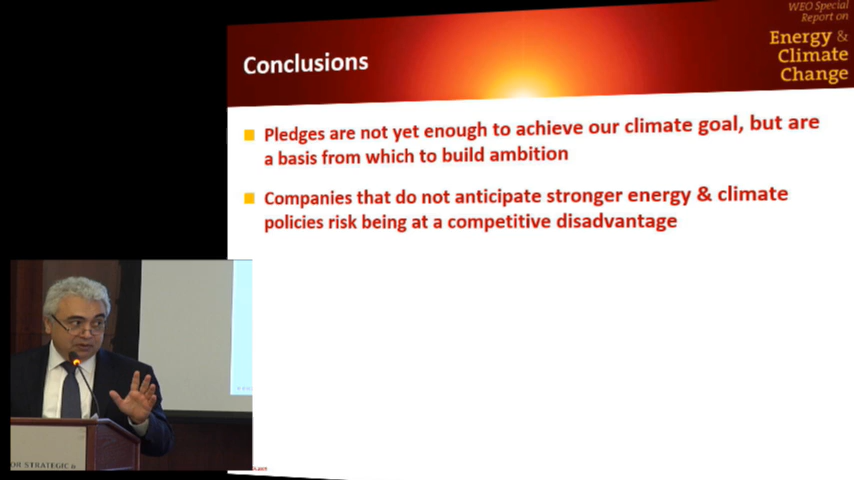 WEO Special
Report on
Energy &
Climate
Change
Conclusions
Pledges are not yet enough to achieve our climate goal, but are
a basis from which to build ambition
Companies that do not anticipate stronger energy & climate
policies risk being at a competitive disadvantage
OR STRATEGIC &